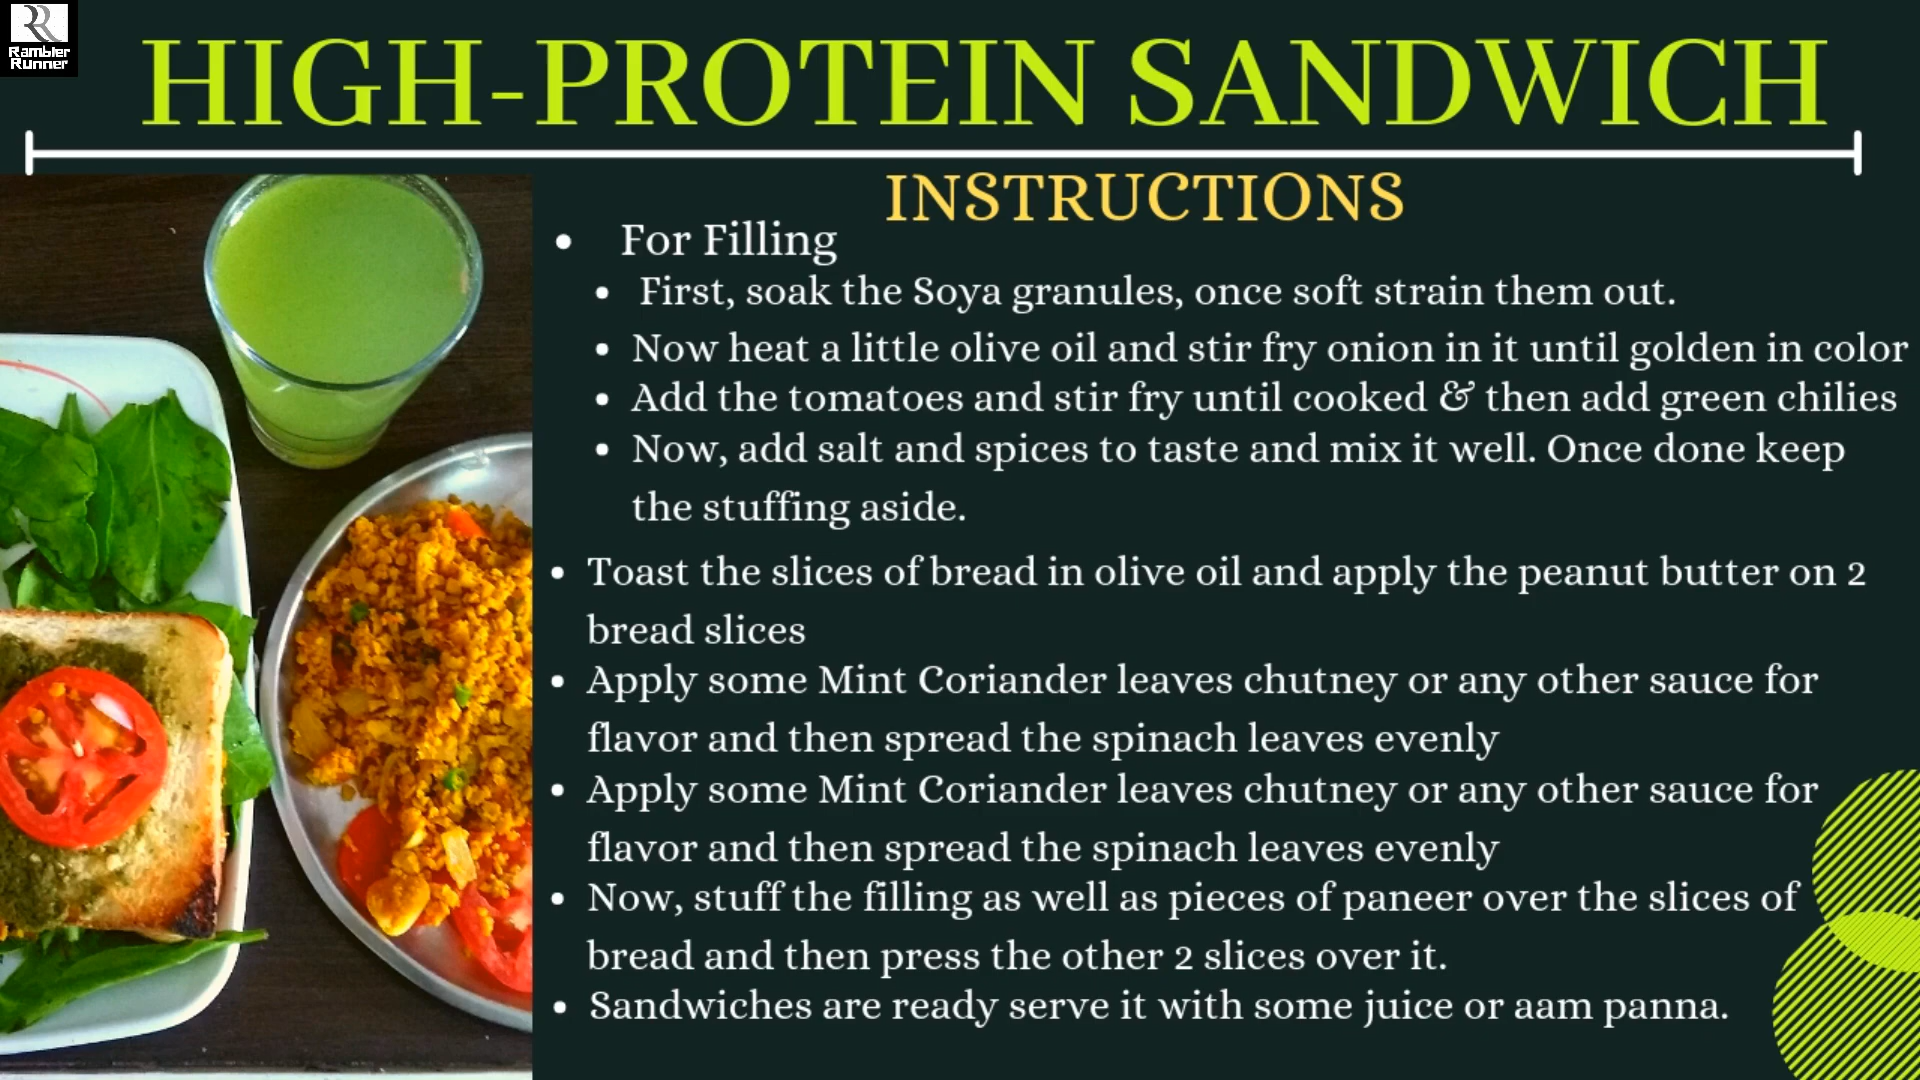 Rambler
Runner
HIGH-PROTEIN SANDWICH
INSTRUCTIONS
• For Filling
• First, soak the Soya granules, once soft strain them out.
• Now heat a little olive oil and stir fry onion in it until golden in color
• Add the tomatoes and stir fry until cooked & then add green chilies
• Now, add salt and spices to taste and mix it well. Once done keep
the stuffing aside.
• Toast the slices of bread in olive oil and apply the peanut butter on 2
bread slices
• Apply some Mint Coriander leaves chutney or any other sauce for
flavor and then spread the spinach leaves evenly
• Apply some Mint Coriander leaves chutney or any other sauce for
flavor and then spread the spinach leaves evenly
• Now, stuff the filling as well as pieces of paneer over the slices of
bread and then press the other 2 slices over it.
• Sandwiches are ready serve it with some juice or aam panna.